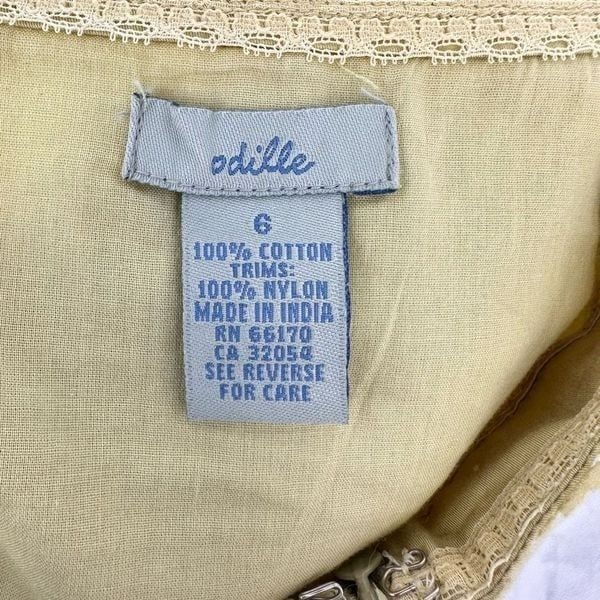 odille
6
100% COTTON
TRIMS:
100% NYLON
MADE IN INDIA
RN 66170
CA 32054
SEE REVERSE
FOR CARE